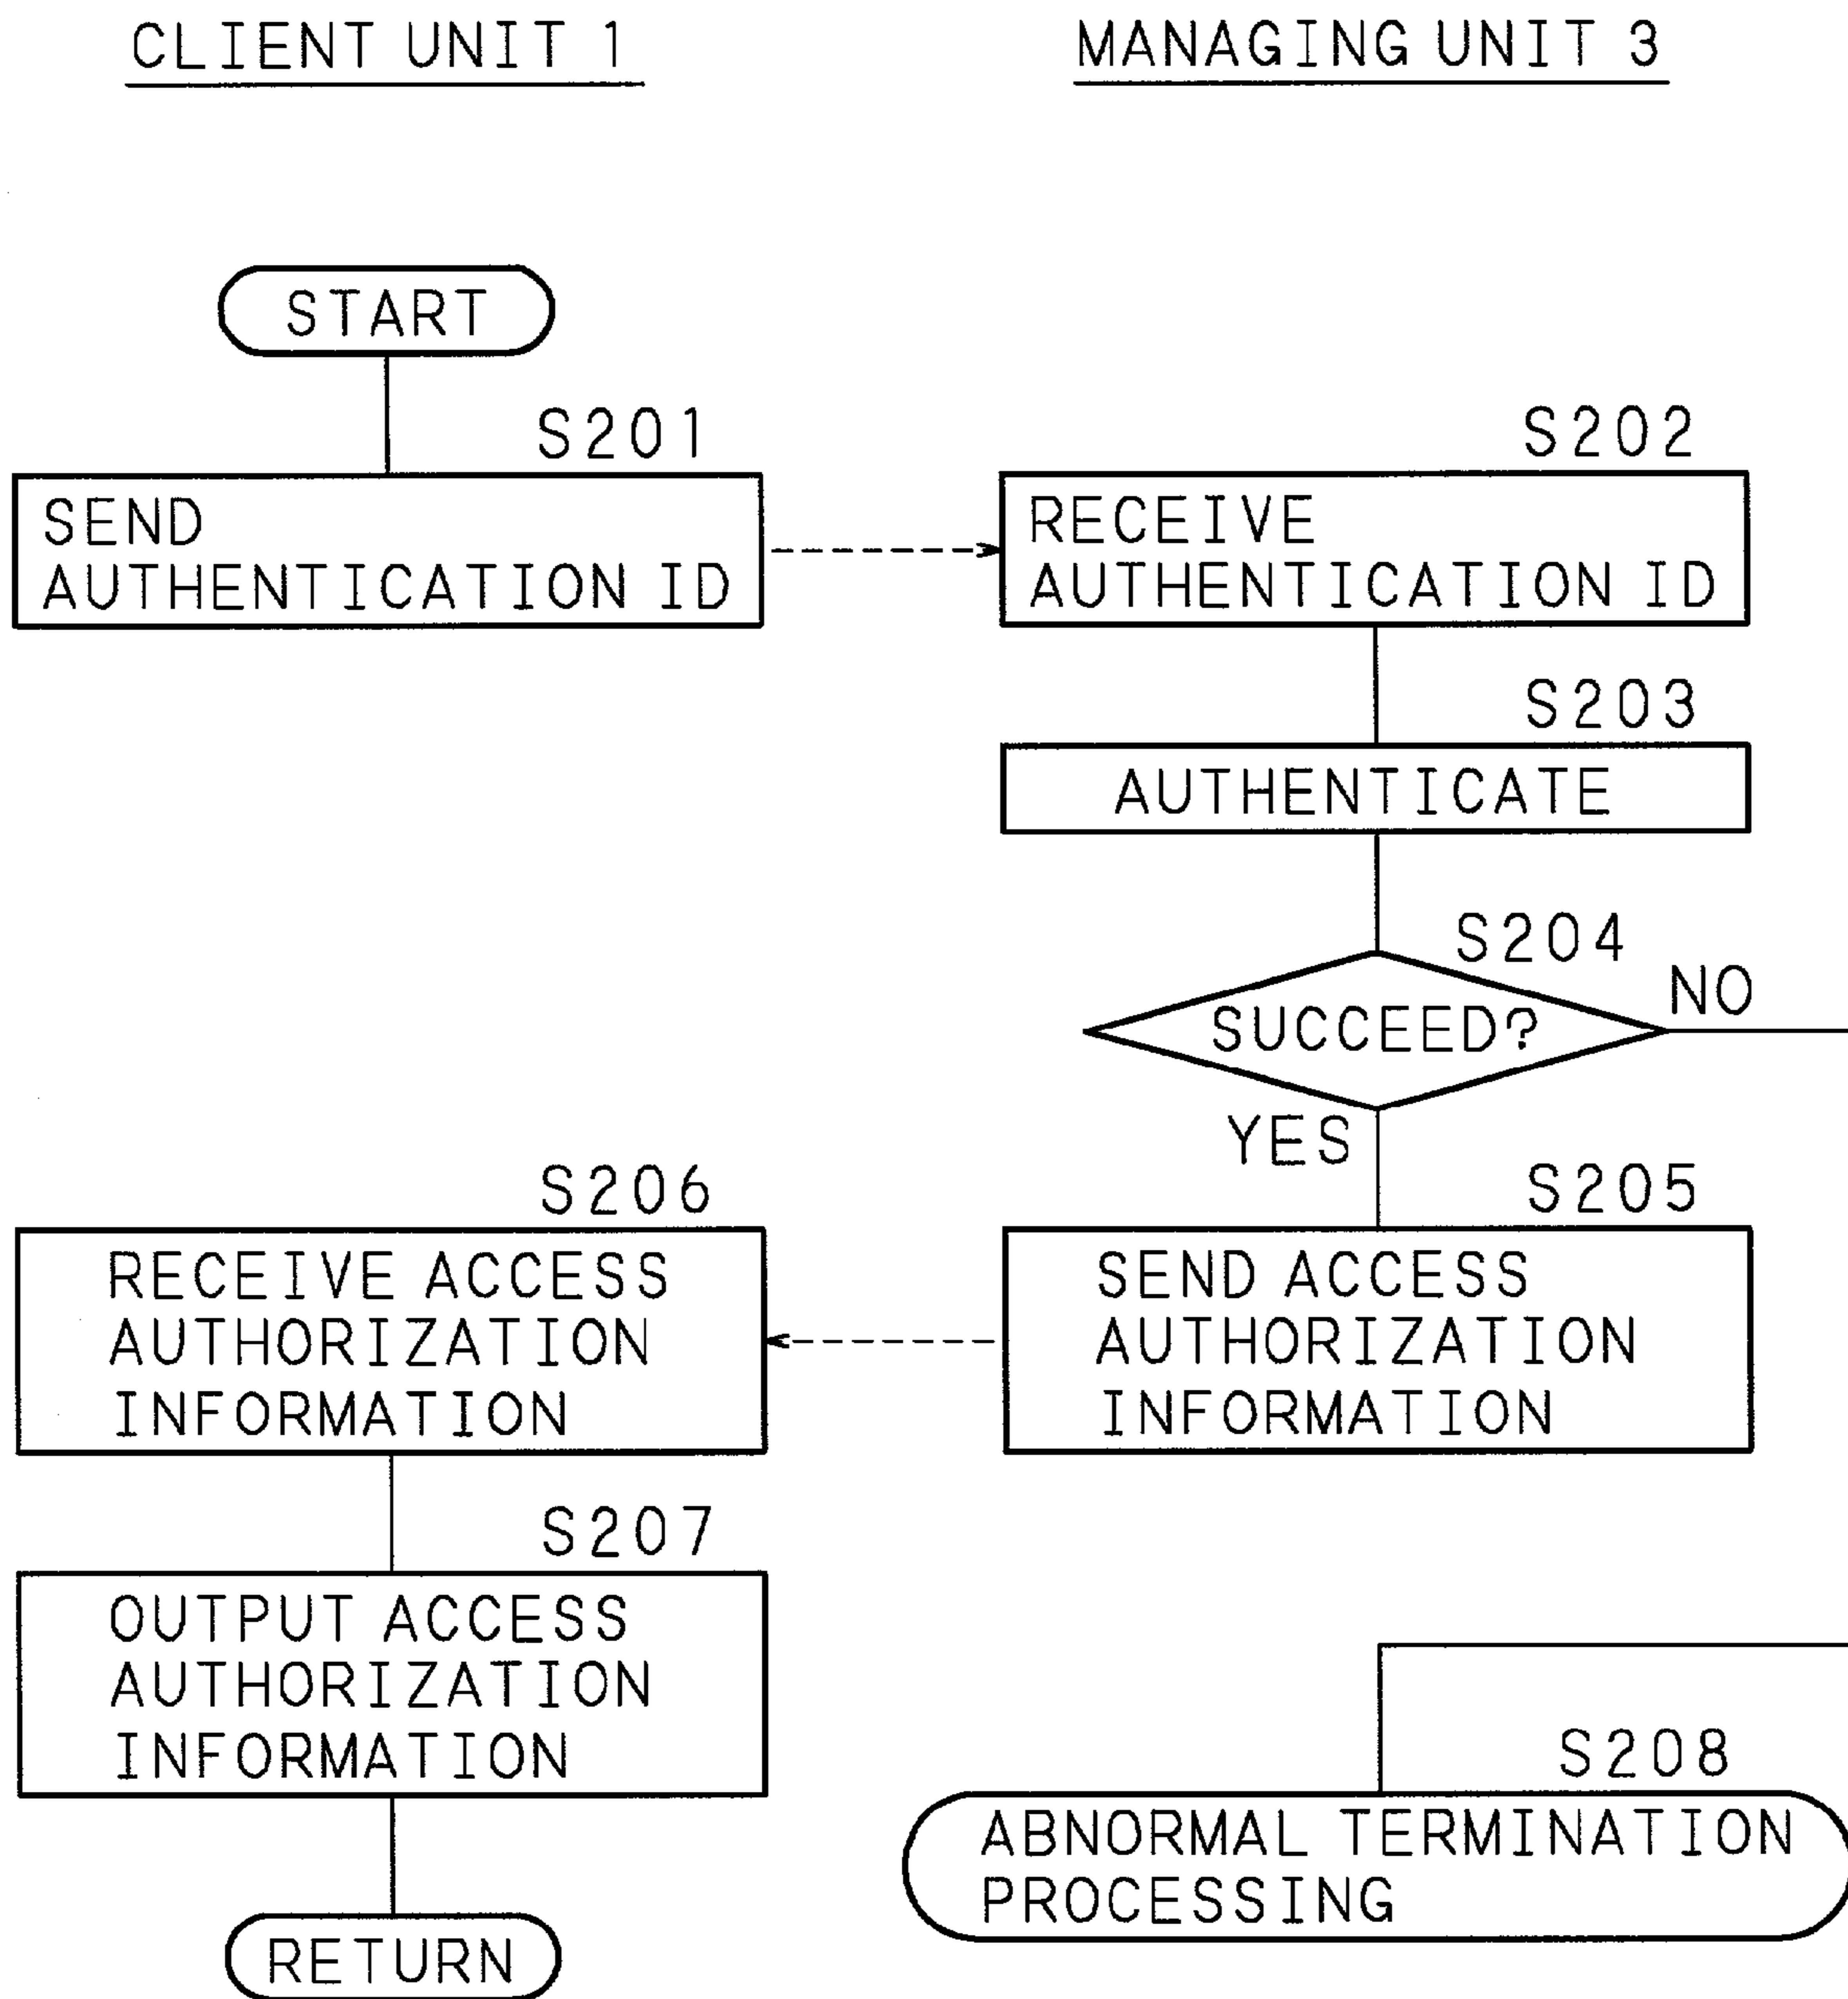 CLIENT UNIT 1
MANAGING UNIT 3
START
S201
SEND
AUTHENTICATION ID
S202
RECEIVE
AUTHENTICATION ID
S203
AUTHENTICATE
S204
SUCCEED?
NO
YES
S205
SEND ACCESS
AUTHORIZATION
INFORMATION
S206
RECEIVE ACCESS
AUTHORIZATION
INFORMATION
S207
OUTPUT ACCESS
AUTHORIZATION
INFORMATION
RETURN
S208
ABNORMAL TERMINATION
PROCESSING